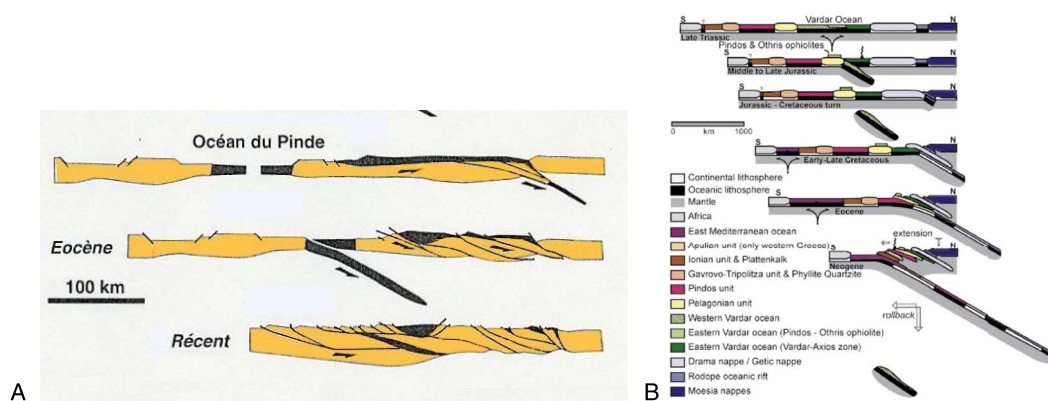 Océan du Pinde
Eocène
100 km
Récent
A
S
N
Vardar Ocean
?
Late Triassic
Pindos & Othris ophiolites
S
N
?
Middle to Late Jurassic
S
N
?
Jurassic - Cretaceous turn
0 km 1000
S
N
Early-Late Cretaceous
Continental lithosphere
Oceanic lithosphere
Mantle
Africa
East Mediterranean ocean
Apulian unit (only western Greece)
Ionian unit & Plattenkalk
Gavrovo-Tripolitza unit & Phyllite Quartzite
Pindos unit
Pelagonian unit
Western Vardar ocean
Eastern Vardar ocean (Pindos - Othris ophiolite)
Eastern Vardar ocean (Vardar-Axios zone)
Drama nappe / Getic nappe
Rodope oceanic rift
Moesia nappes
S
N
Eocene
extension
S
N
Neogene
rollback
B